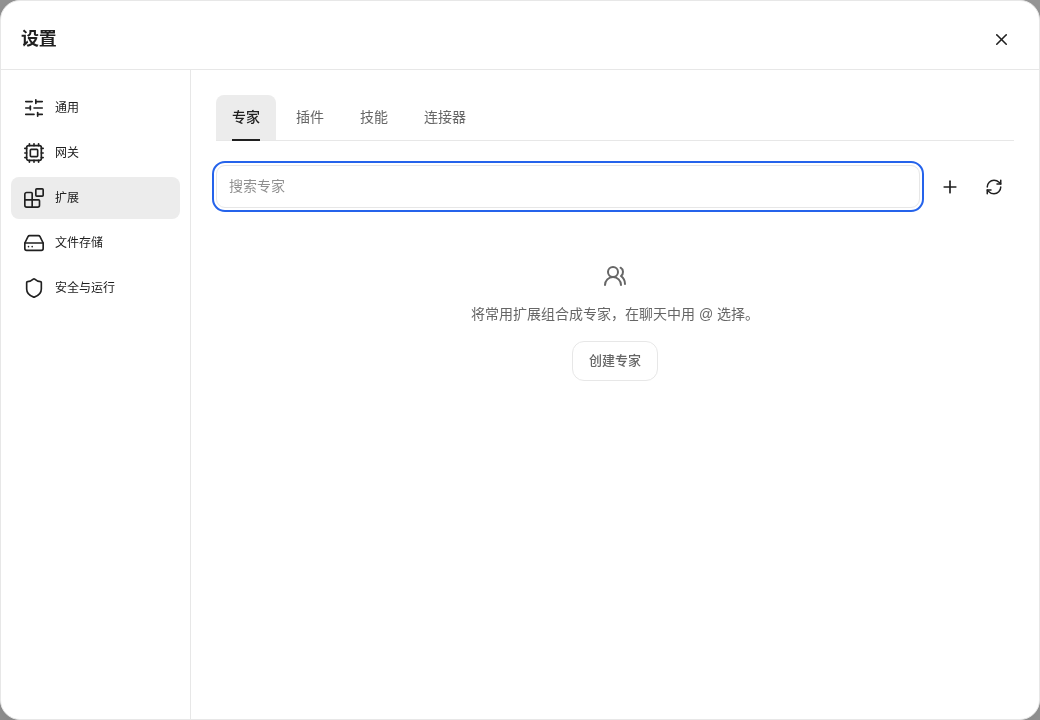 设置
通用
网关
扩展
文件存储
安全与运行
专家 插件 技能 连接器
搜索专家
将常用扩展组合成专家，在聊天中用 @ 选择。
创建专家